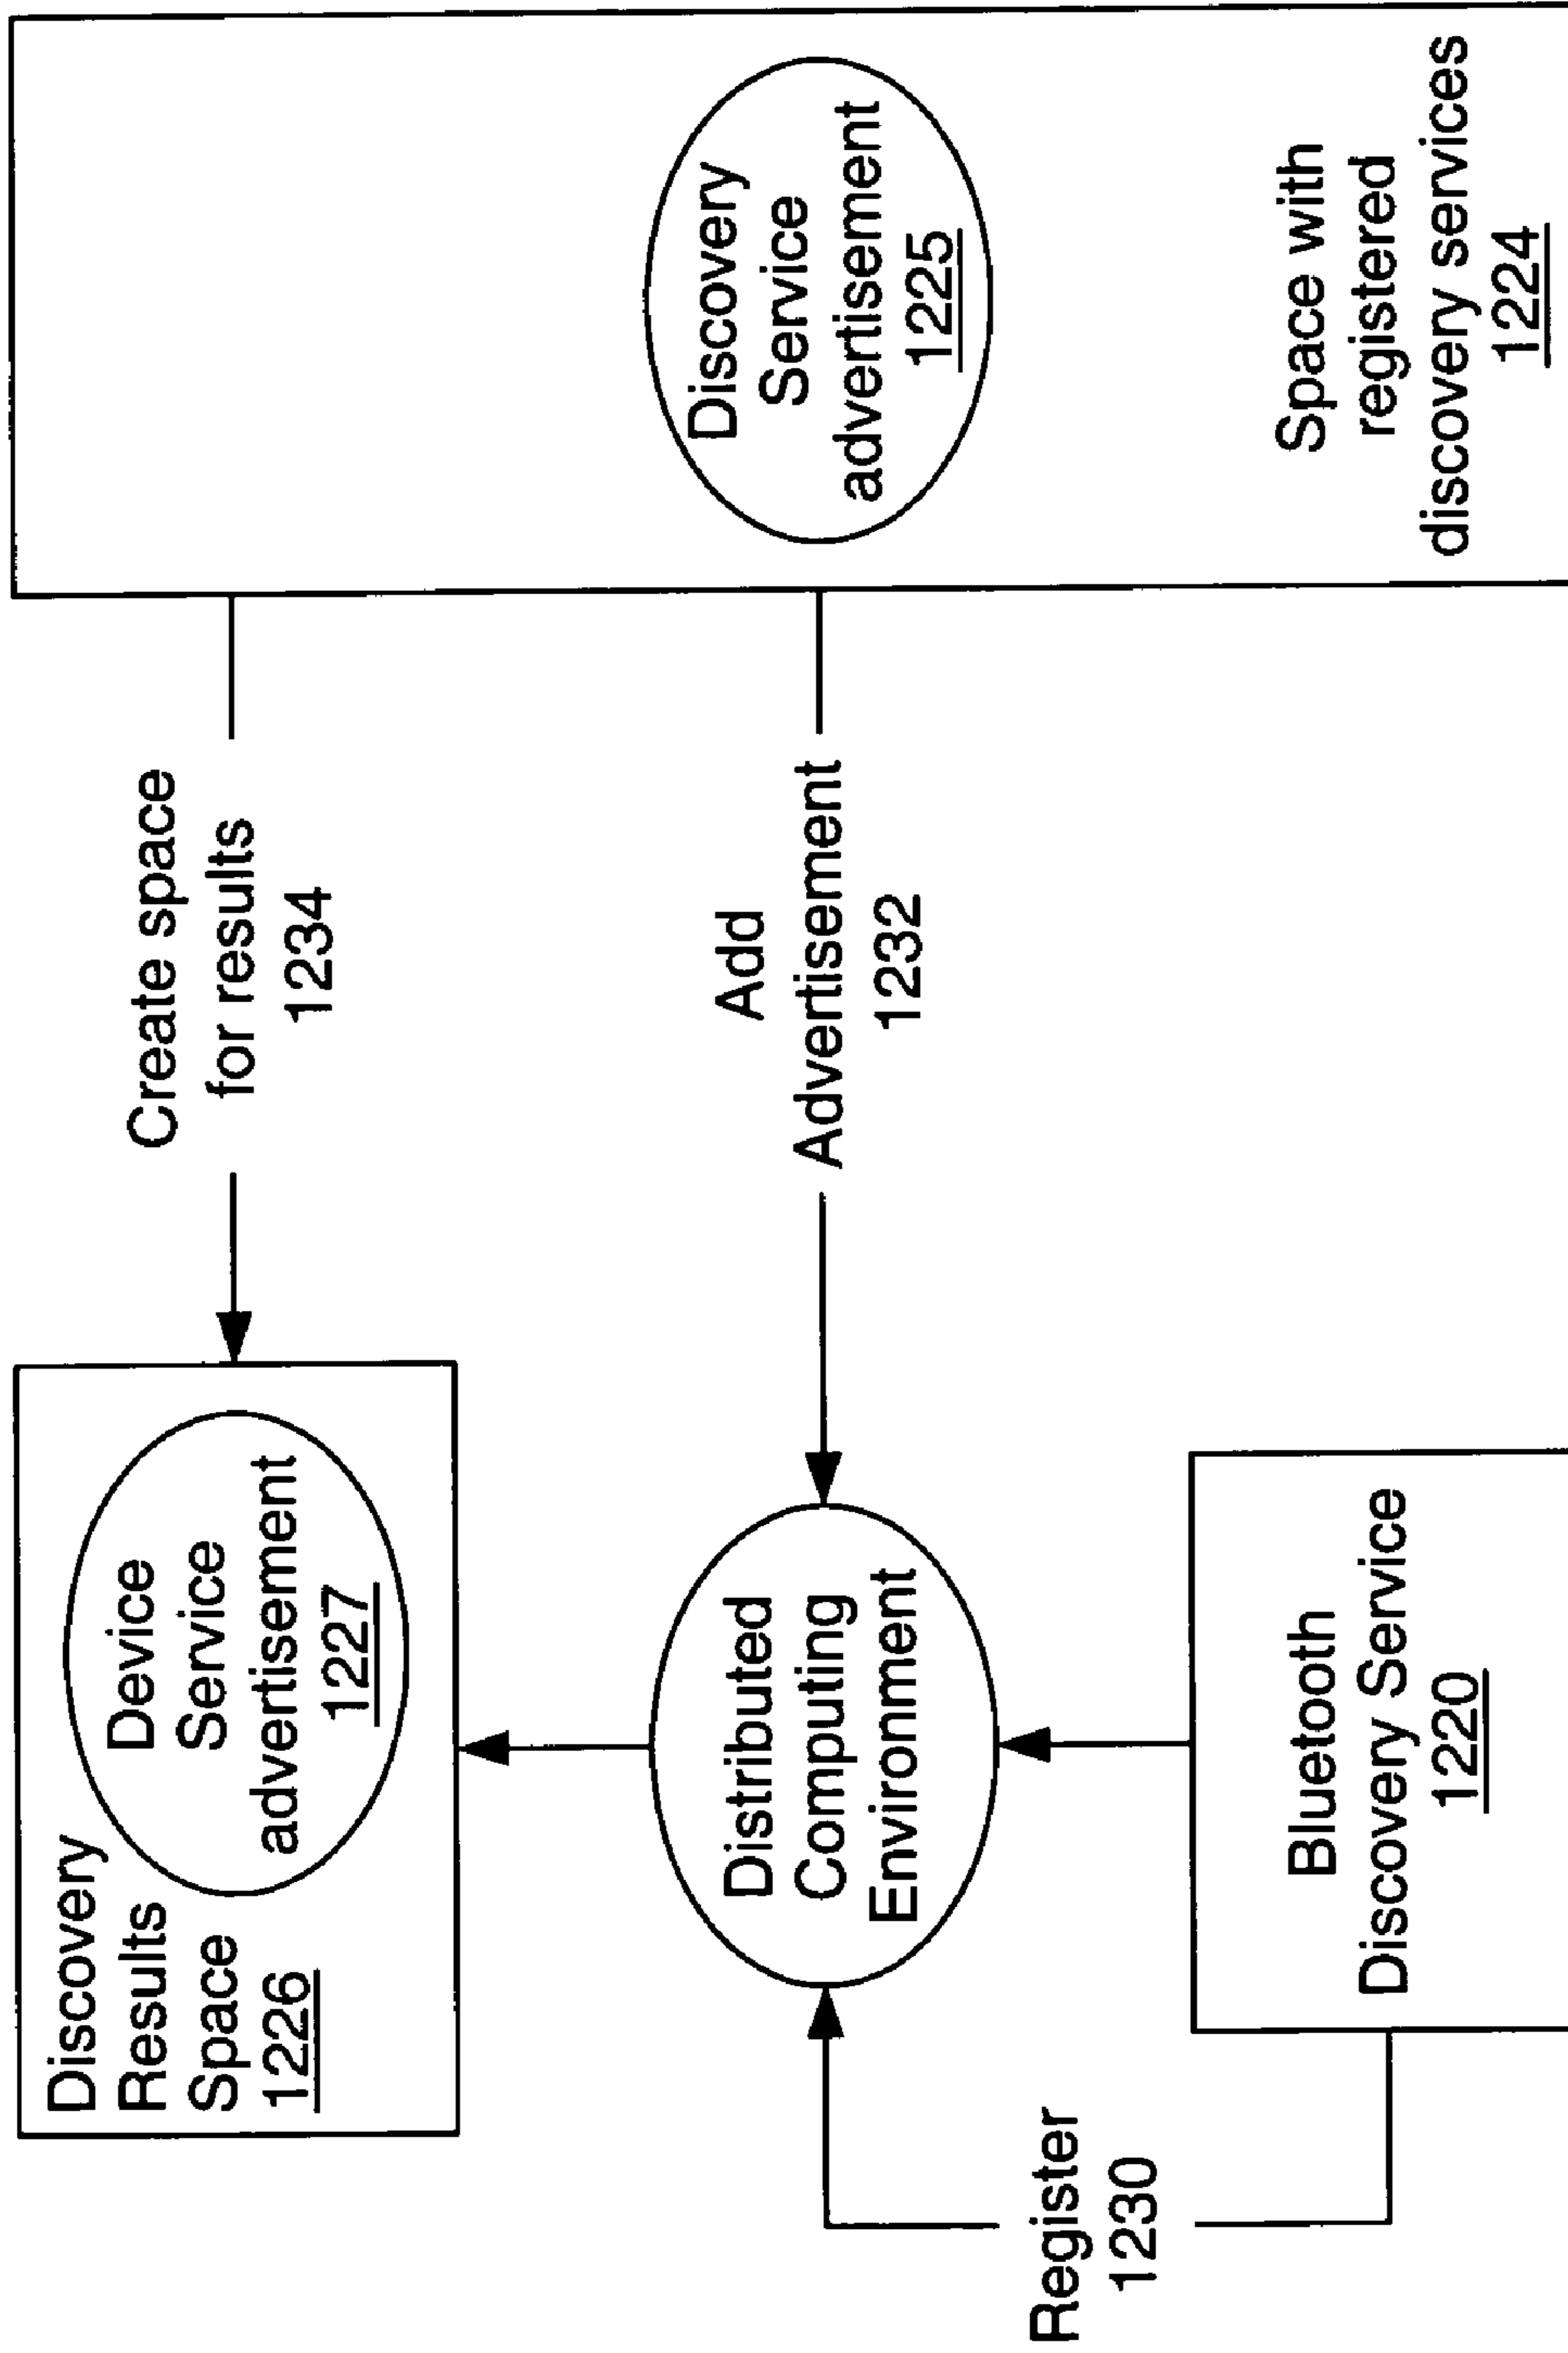 Discovery
Results
Space
1226
Device
Service
advertisement
1227
Create space
for results
1234
Distributed
Computing
Environment
Add
Advertisement
1232
Discovery
Service
advertisement
1225
Register
1230
Bluetooth
Discovery Service
1220
Space with
registered
discovery services
1224